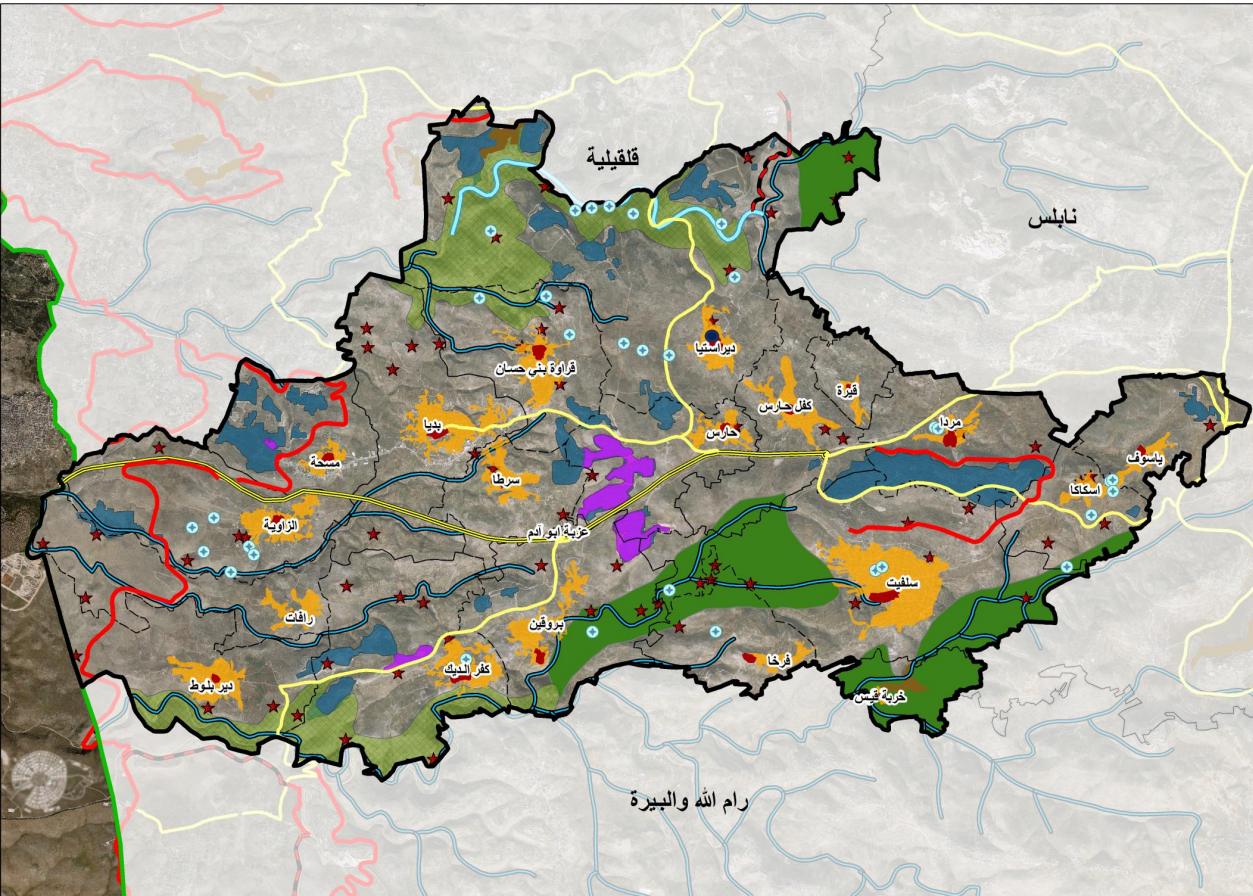 قلقيلية
نابلس
ديراستيا
قراوة بني حسان
قيرة
كفل حارس
مردا
بديا
حارس
ياسوف
مسحة
سرطا
اسكاكا
الزاوية
عزبة ابو آدم
سلفيت
رافات
بروقين
فرخا
كفر الديك
دير بلوط
خربة قيس
رام الله والبيرة